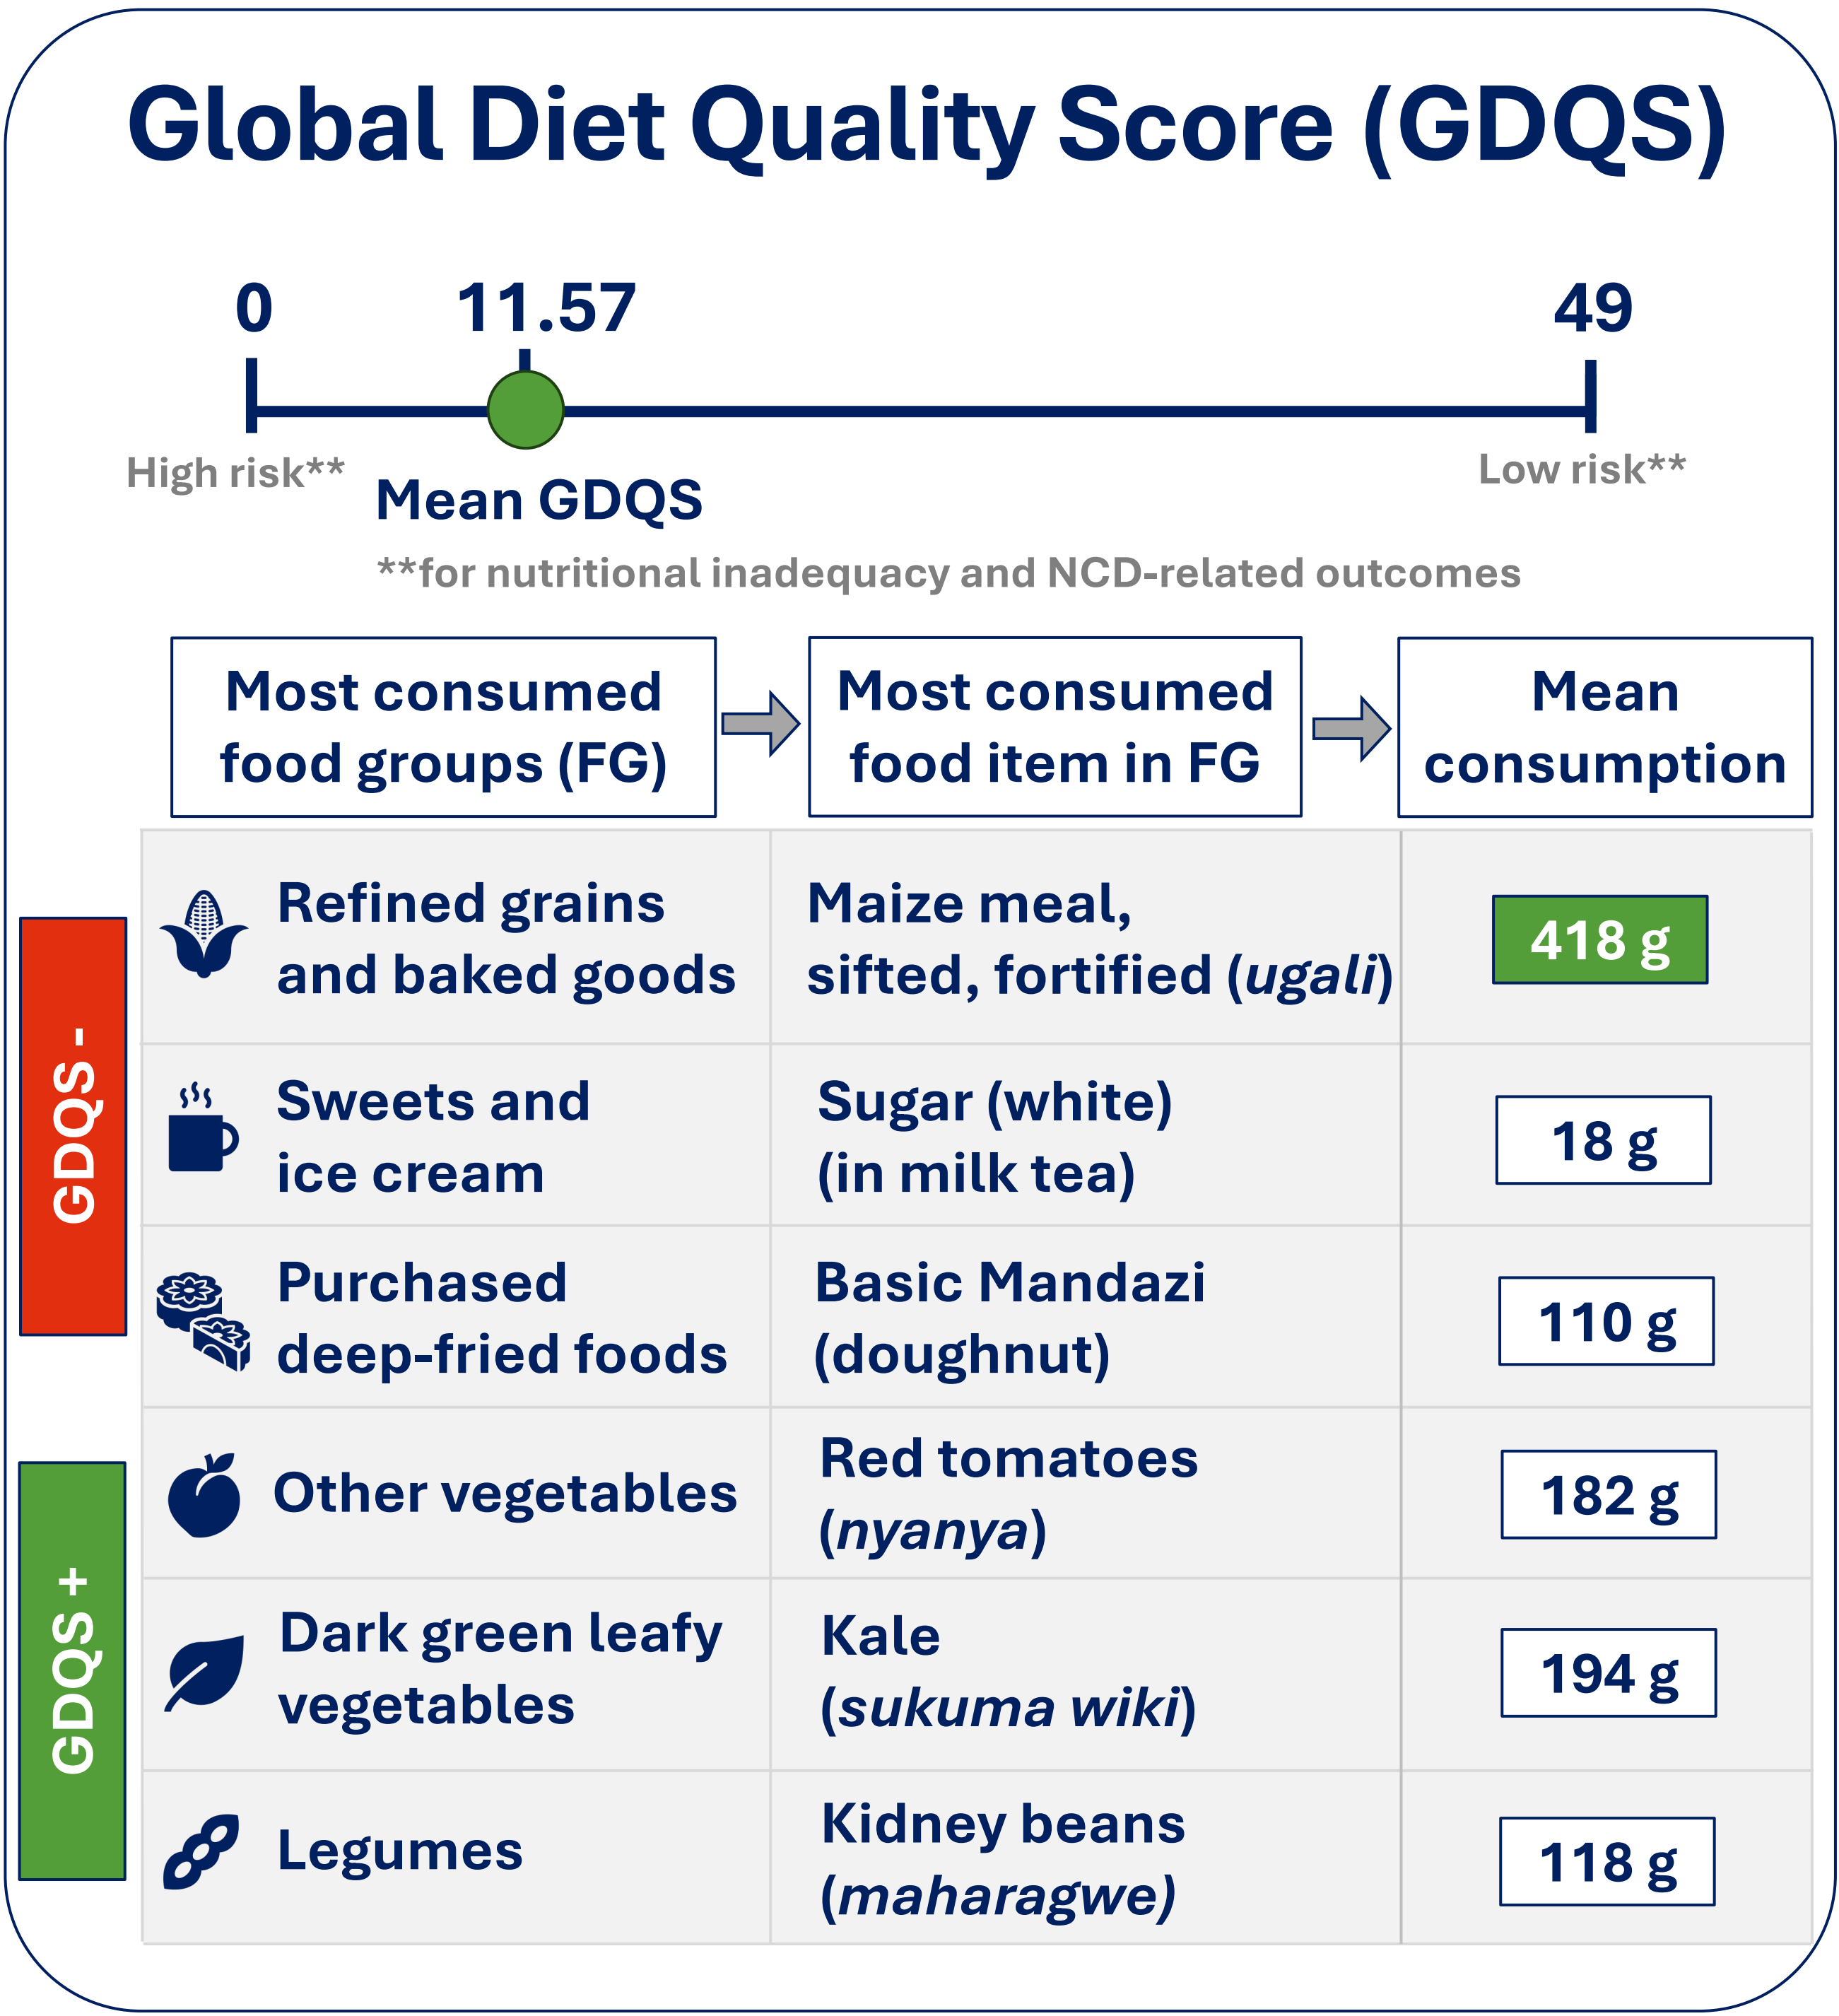 Global Diet Quality Score (GDQS)
0 11.57 49
High risk** Low risk**
Mean GDQS
**for nutritional inadequacy and NCD-related outcomes
Most consumed
food groups (FG)
Most consumed
food item in FG
Mean
consumption
GDQS -
Refined grains
and baked goods
Maize meal,
sifted, fortified (ugali)
418 g
Sweets and
ice cream
Sugar (white)
(in milk tea)
18 g
Purchased
deep-fried foods
Basic Mandazi
(doughnut)
110 g
GDQS +
Other vegetables
Red tomatoes
(nyanya)
182 g
Dark green leafy
vegetables
Kale
(sukuma wiki)
194 g
Legumes
Kidney beans
(maharagwe)
118 g